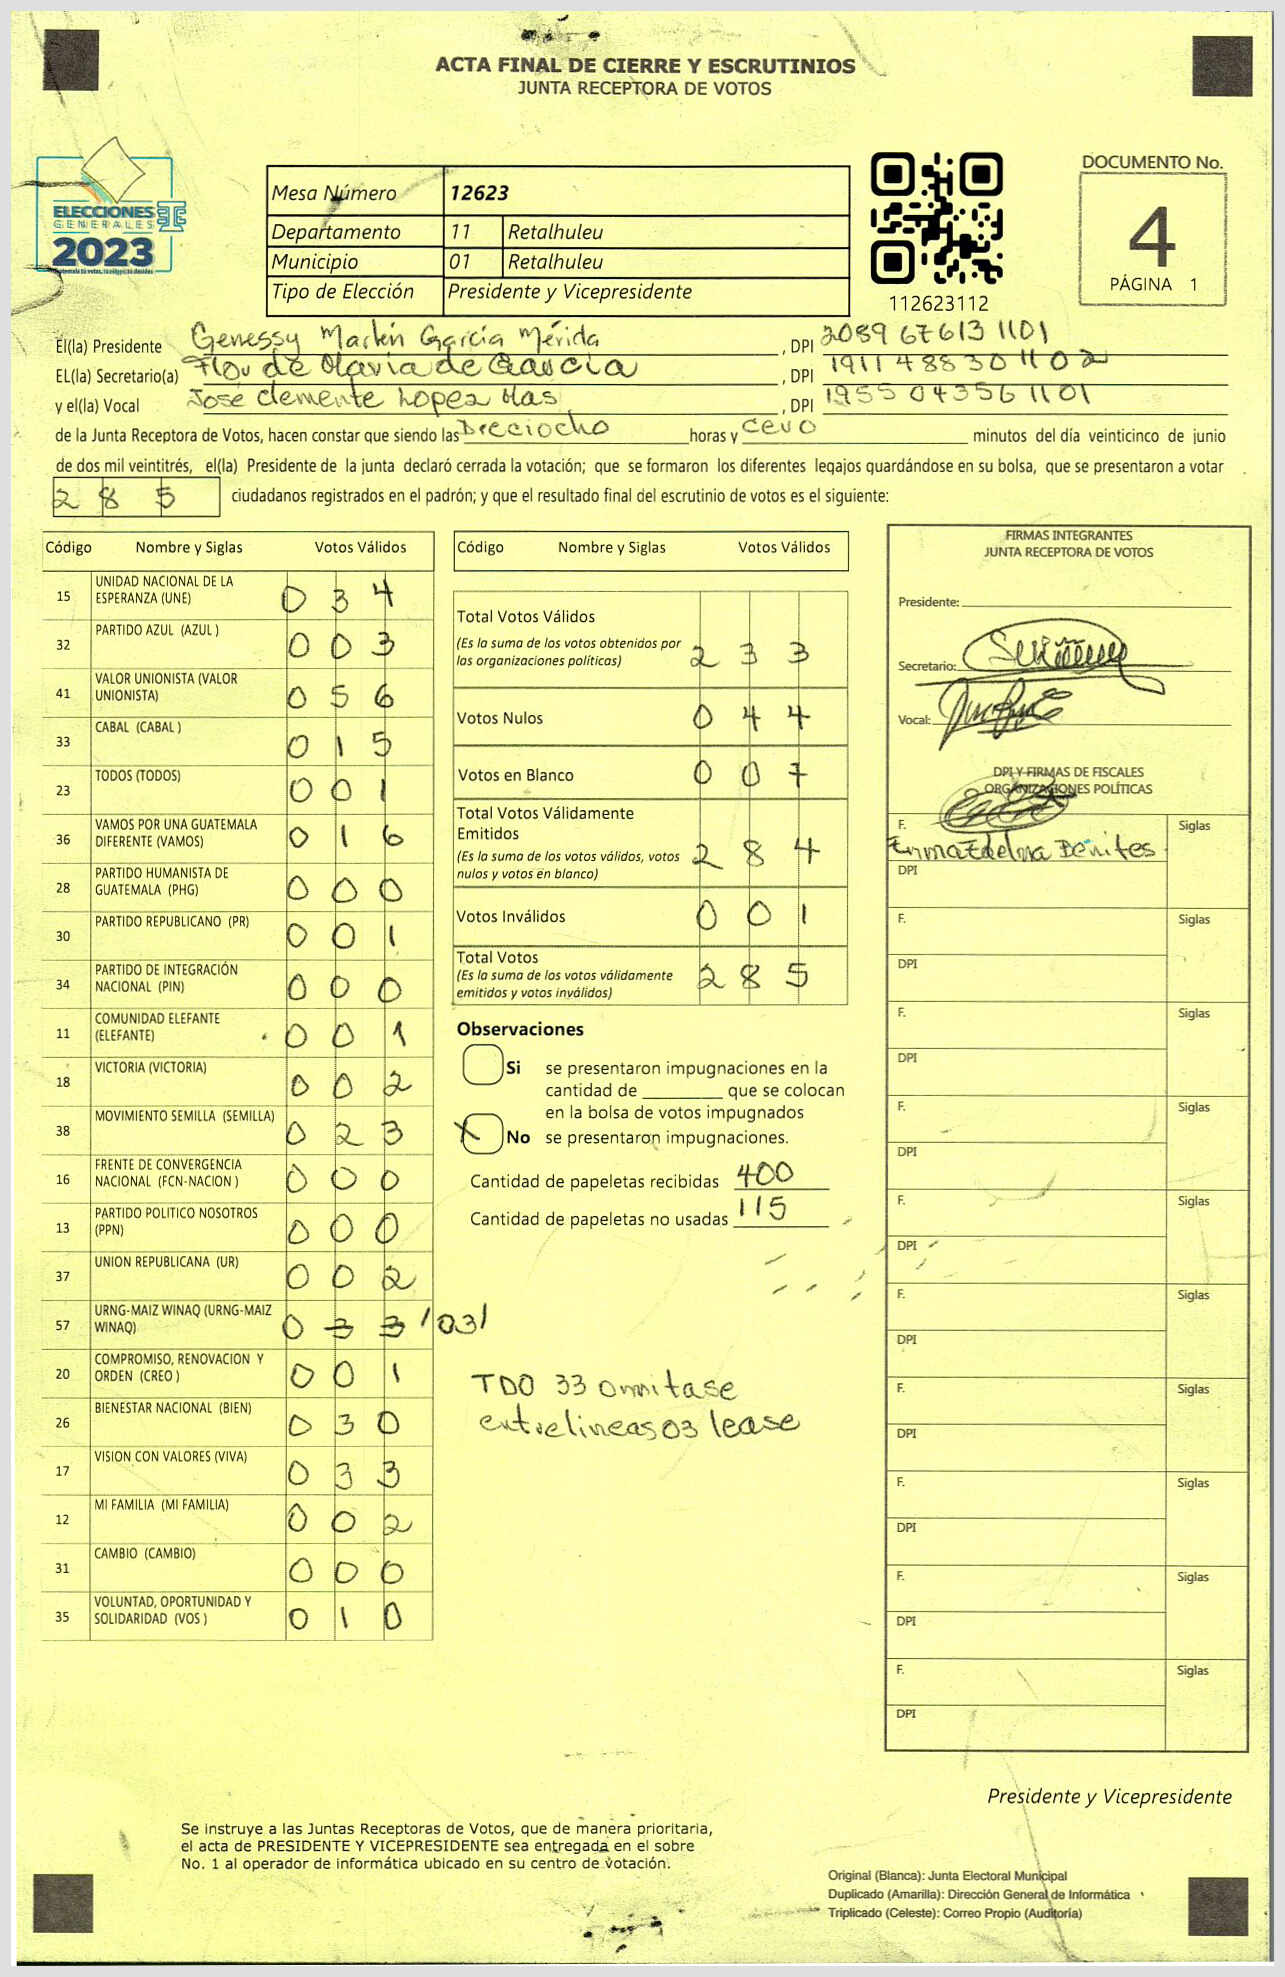 ACTA FINAL DE CIERRE Y ESCRUTINIOS
JUNTA RECEPTORA DE VOTOS
ELECCIONES
GENERALES
2023
Mesa Número 12623
Departamento 11 Retalhuleu
Municipio 01 Retalhuleu
Tipo de Elección Presidente y Vicepresidente
112623112
DOCUMENTO No.
4
PÁGINA 1
El(la) Presidente Genessy Marlen García Mérida , DPI 2089 67613 1101
EL(la) Secretario(a) Flor de Maria de Garcia , DPI 1911 48830 1102
y el(la) Vocal Jose Clemente Lopez Mas , DPI 1955 04356 1101
de la Junta Receptora de Votos, hacen constar que siendo las Dieciocho horas y cero minutos del día veinticinco de junio
de dos mil veintitrés, el(la) Presidente de la junta declaró cerrada la votación; que se formaron los diferentes legajos guardándose en su bolsa, que se presentaron a votar
2 8 5 ciudadanos registrados en el padrón; y que el resultado final del escrutinio de votos es el siguiente:
Código Nombre y Siglas Votos Válidos
15 UNIDAD NACIONAL DE LA
ESPERANZA (UNE) 0 3 4
32 PARTIDO AZUL (AZUL ) 0 0 3
41 VALOR UNIONISTA (VALOR
UNIONISTA) 0 5 6
33 CABAL (CABAL ) 0 1 5
23 TODOS (TODOS) 0 0 1
36 VAMOS POR UNA GUATEMALA
DIFERENTE (VAMOS) 0 1 6
28 PARTIDO HUMANISTA DE
GUATEMALA (PHG) 0 0 0
30 PARTIDO REPUBLICANO (PR) 0 0 1
34 PARTIDO DE INTEGRACIÓN
NACIONAL (PIN) 0 0 0
11 COMUNIDAD ELEFANTE
(ELEFANTE) 0 0 1
18 VICTORIA (VICTORIA) 0 0 2
38 MOVIMIENTO SEMILLA (SEMILLA) 0 2 3
16 FRENTE DE CONVERGENCIA
NACIONAL (FCN-NACION ) 0 0 0
13 PARTIDO POLITICO NOSOTROS
(PPN) 0 0 0
37 UNION REPUBLICANA (UR) 0 0 2
57 URNG-MAIZ WINAQ (URNG-MAIZ
WINAQ) 0 3 3 /03/
20 COMPROMISO, RENOVACION Y
ORDEN (CREO ) 0 0 1
26 BIENESTAR NACIONAL (BIEN) 0 3 0
17 VISION CON VALORES (VIVA) 0 3 3
12 MI FAMILIA (MI FAMILIA) 0 0 2
31 CAMBIO (CAMBIO) 0 0 0
35 VOLUNTAD, OPORTUNIDAD Y
SOLIDARIDAD (VOS ) 0 1 0
Código Nombre y Siglas Votos Válidos
Total Votos Válidos
(Es la suma de los votos obtenidos por
las organizaciones políticas) 2 3 3
Votos Nulos 0 4 4
Votos en Blanco 0 0 7
Total Votos Válidamente
Emitidos
(Es la suma de los votos válidos, votos
nulos y votos en blanco) 2 8 4
Votos Inválidos 0 0 1
Total Votos
(Es la suma de los votos válidamente
emitidos y votos inválidos) 2 8 5
Observaciones
Si se presentaron impugnaciones en la
cantidad de ________ que se colocan
en la bolsa de votos impugnados
X No se presentaron impugnaciones.
Cantidad de papeletas recibidas 400
Cantidad de papeletas no usadas 115
TDO 33 omitase
entrelineas 03 lease
FIRMAS INTEGRANTES
JUNTA RECEPTORA DE VOTOS
Presidente:
Secretario:
Vocal:
DPI Y FIRMAS DE FISCALES
ORGANIZACIONES POLÍTICAS
F. Siglas
Irma Edelma Benites
DPI
F. Siglas
DPI
F. Siglas
DPI
F. Siglas
DPI
F. Siglas
DPI
F. Siglas
DPI
F. Siglas
DPI
F. Siglas
DPI
F. Siglas
DPI
F. Siglas
DPI
Presidente y Vicepresidente
Se instruye a las Juntas Receptoras de Votos, que de manera prioritaria,
el acta de PRESIDENTE Y VICEPRESIDENTE sea entregada en el sobre
No. 1 al operador de informática ubicado en su centro de votación.
Original (Blanca): Junta Electoral Municipal
Duplicado (Amarilla): Dirección General de Informática
Triplicado (Celeste): Correo Propio (Auditoría)